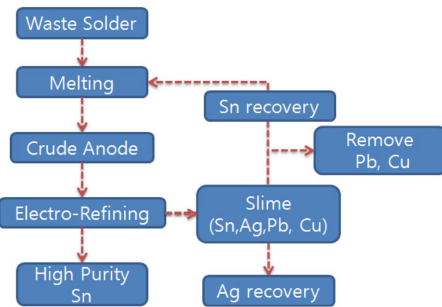 Waste Solder
Melting
Sn recovery
Remove
Pb, Cu
Crude Anode
Electro-Refining
Slime
(Sn,Ag,Pb, Cu)
High Purity
Sn
Ag recovery